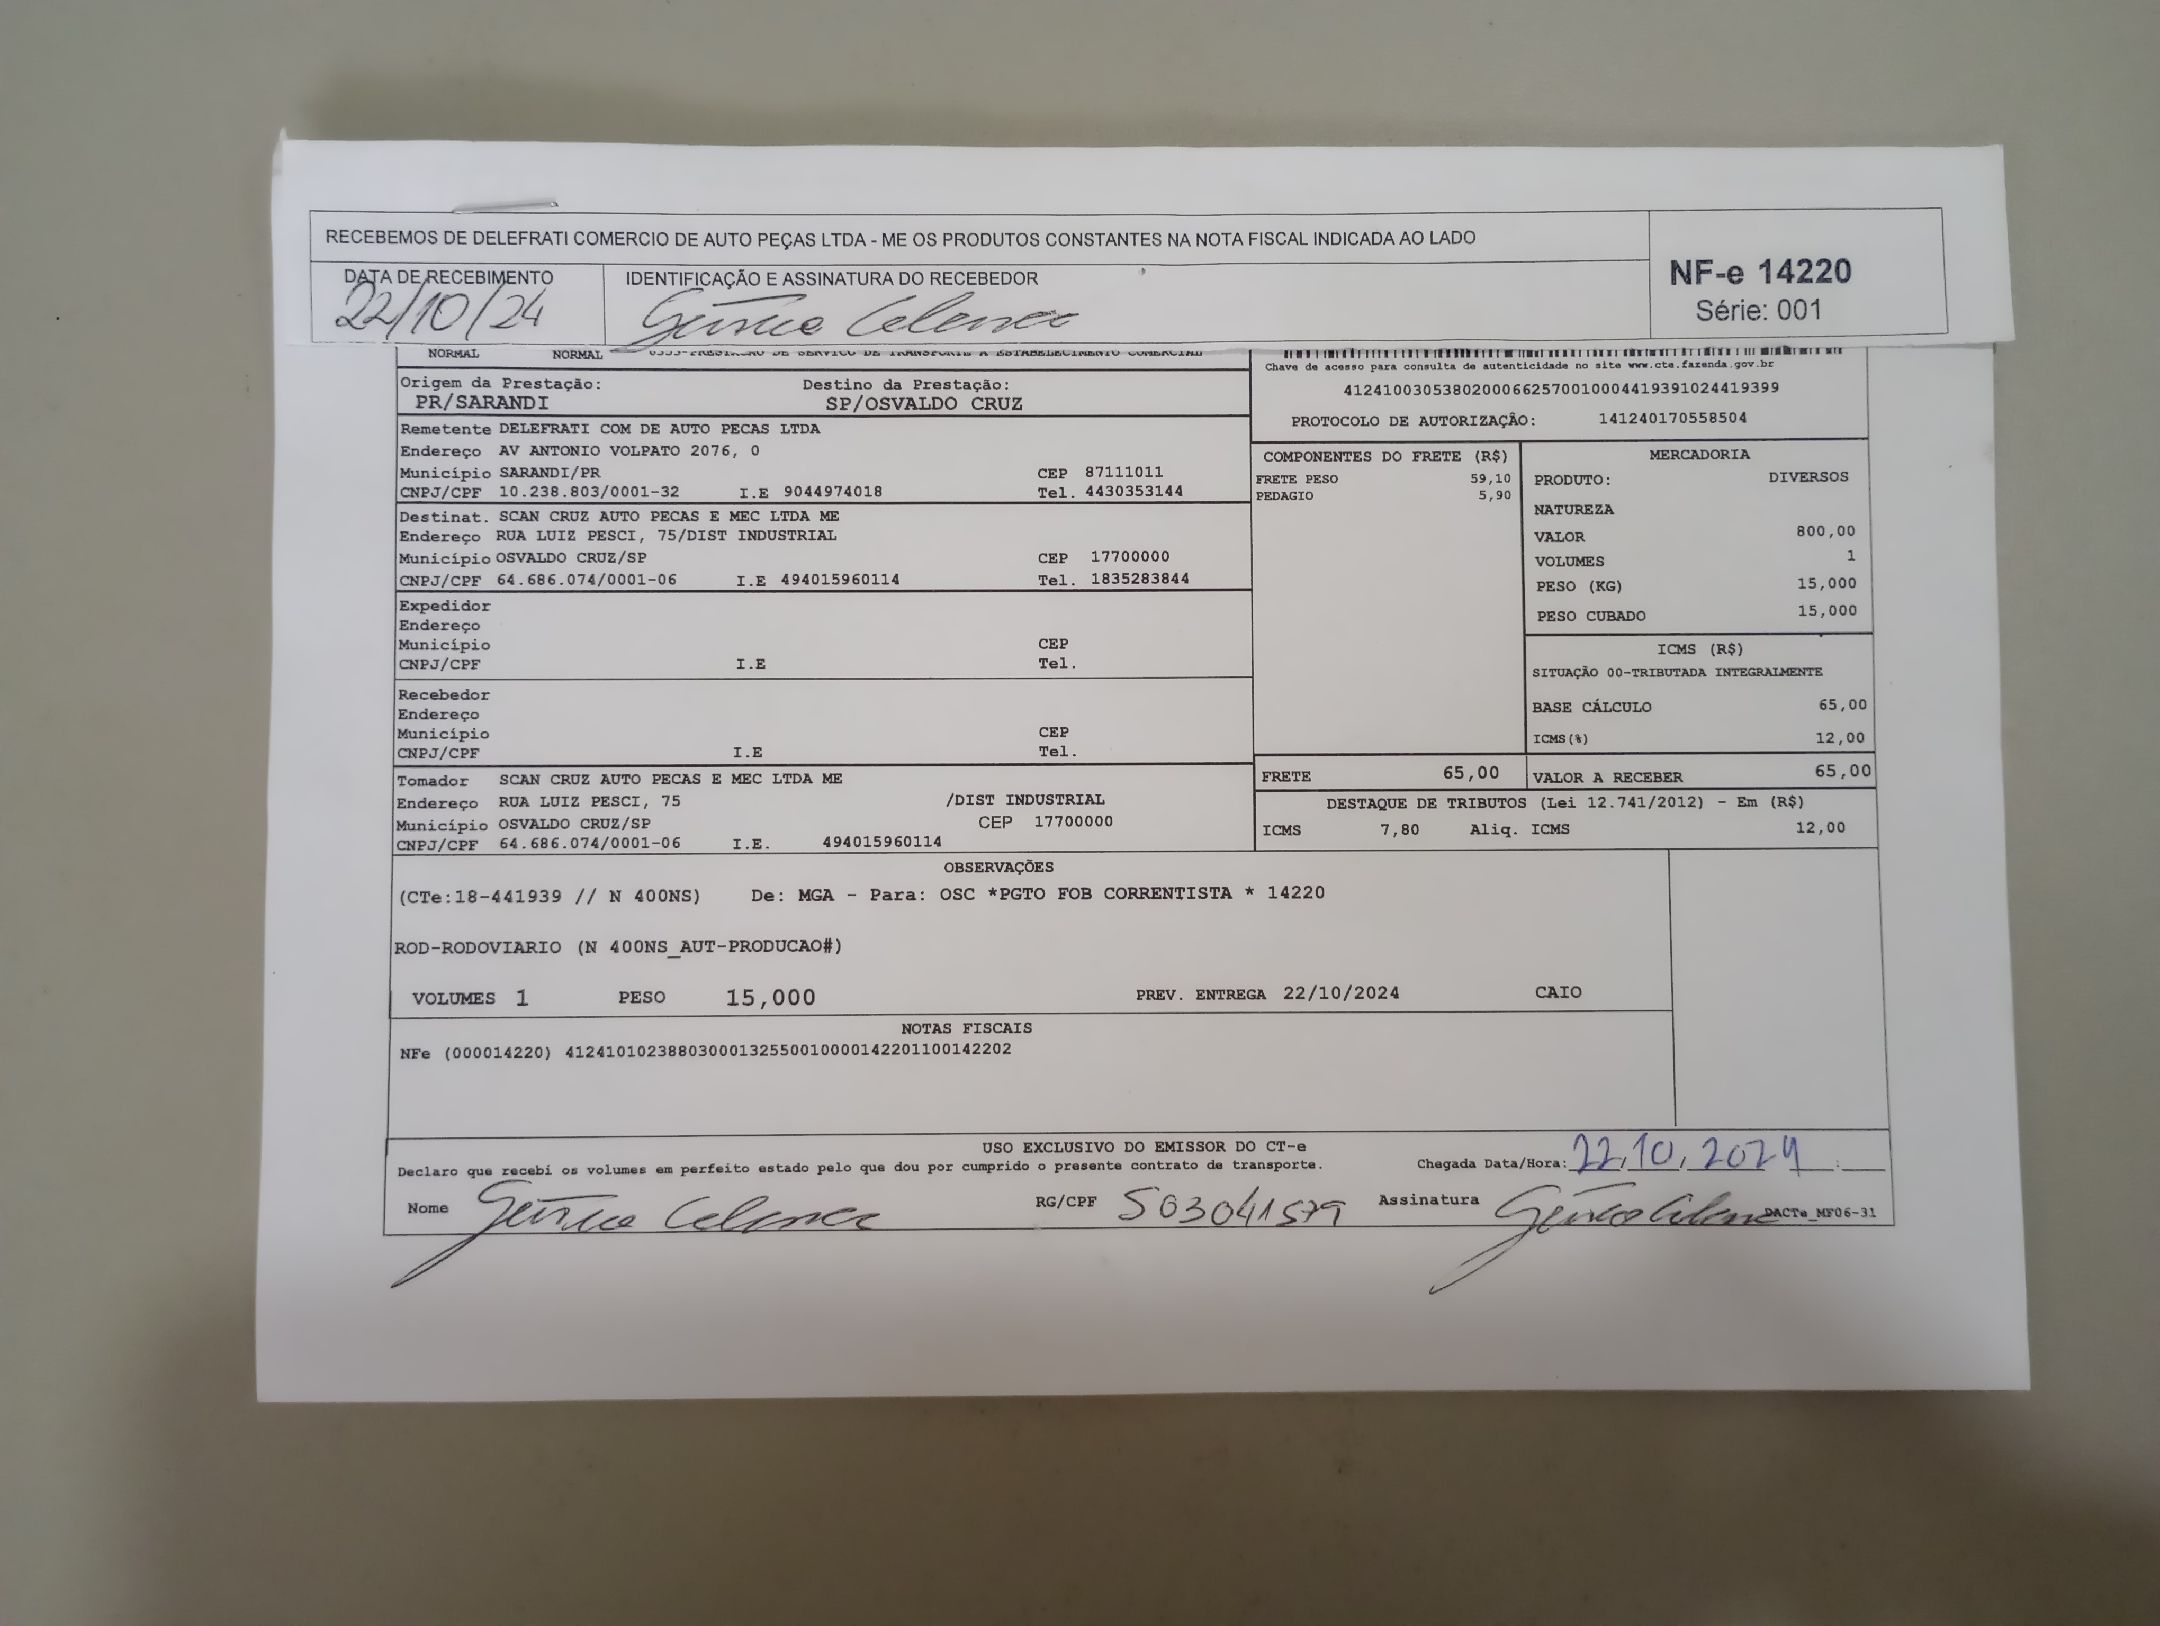 RECEBEMOS DE DELEFRATI COMERCIO DE AUTO PEÇAS LTDA - ME OS PRODUTOS CONSTANTES NA NOTA FISCAL INDICADA AO LADO
NF-e 14220
Série: 001
DATA DE RECEBIMENTO
22/10/24
IDENTIFICAÇÃO E ASSINATURA DO RECEBEDOR
NORMAL NORMAL PRESTACAO DE SERVICO DE TRANSPORTE A ESTABELECIMENTO COMERCIAL
Origem da Prestação: Destino da Prestação:
PR/SARANDI SP/OSVALDO CRUZ
Remetente DELEFRATI COM DE AUTO PECAS LTDA
Endereço AV ANTONIO VOLPATO 2076, 0
Município SARANDI/PR CEP 87111011
CNPJ/CPF 10.238.803/0001-32 I.E 9044974018 Tel. 4430353144
Destinat. SCAN CRUZ AUTO PECAS E MEC LTDA ME
Endereço RUA LUIZ PESCI, 75/DIST INDUSTRIAL
Município OSVALDO CRUZ/SP CEP 17700000
CNPJ/CPF 64.686.074/0001-06 I.E 494015960114 Tel. 1835283844
Expedidor
Endereço
Município CEP
CNPJ/CPF I.E Tel.
Recebedor
Endereço
Município CEP
CNPJ/CPF I.E Tel.
Tomador SCAN CRUZ AUTO PECAS E MEC LTDA ME
Endereço RUA LUIZ PESCI, 75 /DIST INDUSTRIAL
Município OSVALDO CRUZ/SP CEP 17700000
CNPJ/CPF 64.686.074/0001-06 I.E. 494015960114
Chave de acesso para consulta de autenticidade no site www.cte.fazenda.gov.br
41241003053802000662570010004419391024419399
PROTOCOLO DE AUTORIZAÇÃO: 141240170558504
COMPONENTES DO FRETE (R$)
FRETE PESO 59,10
PEDAGIO 5,90
MERCADORIA
PRODUTO: DIVERSOS
NATUREZA
VALOR 800,00
VOLUMES 1
PESO (KG) 15,000
PESO CUBADO 15,000
ICMS (R$)
SITUAÇÃO 00-TRIBUTADA INTEGRALMENTE
BASE CÁLCULO 65,00
ICMS(%) 12,00
FRETE 65,00 VALOR A RECEBER 65,00
DESTAQUE DE TRIBUTOS (Lei 12.741/2012) - Em (R$)
ICMS 7,80 Aliq. ICMS 12,00
OBSERVAÇÕES
(CTe:18-441939 // N 400NS) De: MGA - Para: OSC *PGTO FOB CORRENTISTA * 14220
ROD-RODOVIARIO (N 400NS_AUT-PRODUCAO#)
VOLUMES 1 PESO 15,000 PREV. ENTREGA 22/10/2024 CAIO
NOTAS FISCAIS
NFe (000014220) 41241010238803000132550010000142201100142202
USO EXCLUSIVO DO EMISSOR DO CT-e
Declaro que recebi os volumes em perfeito estado pelo que dou por cumprido o presente contrato de transporte. Chegada Data/Hora: 22,10,2024 :
Nome RG/CPF 503041579 Assinatura
DACTe_MF06-31